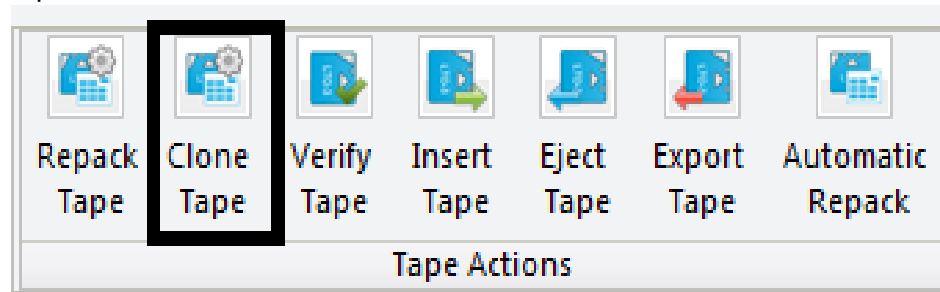 Repack Clone Verify Insert Eject Export Automatic
Tape Tape Tape Tape Tape Tape Repack
Tape Actions